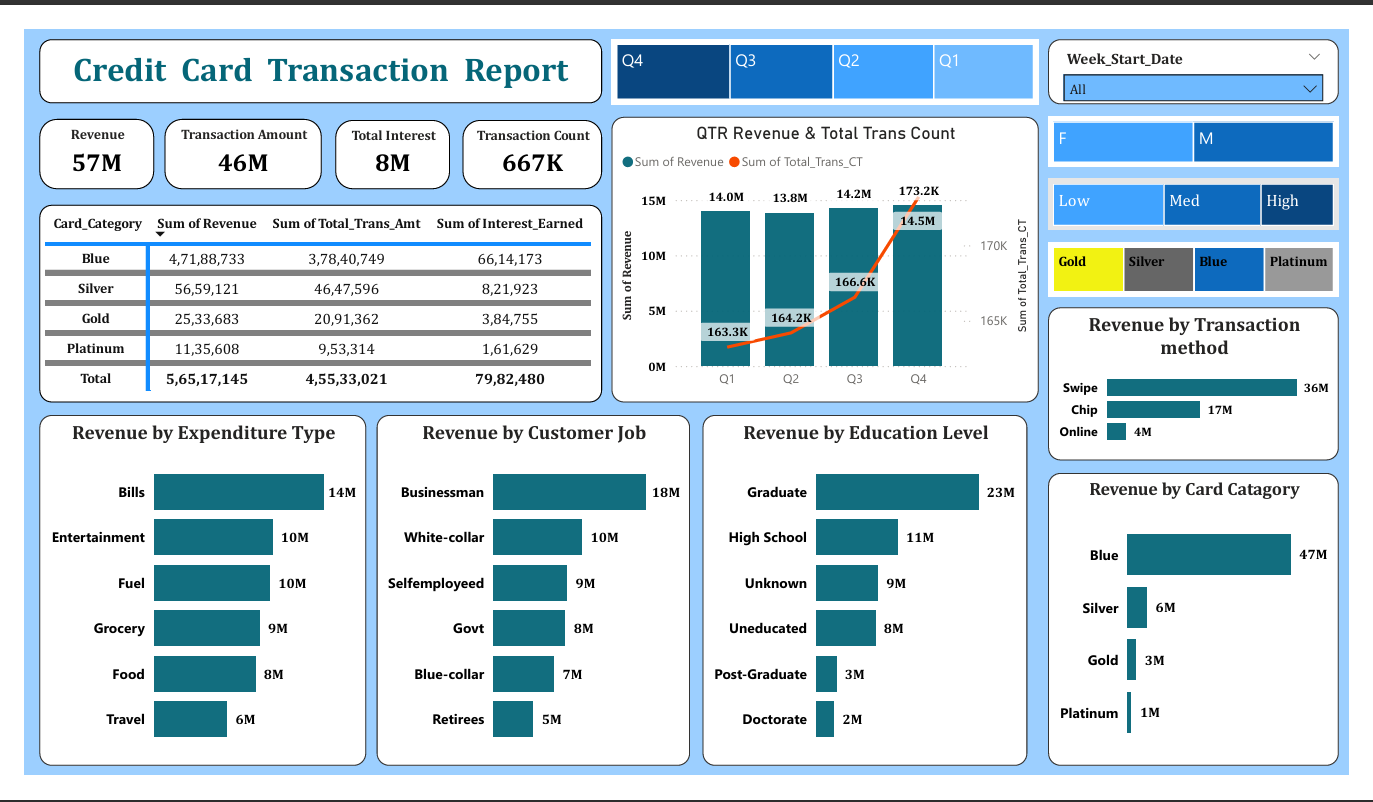 Credit Card Transaction Report
Q4 Q3 Q2 Q1
Week_Start_Date
All
Revenue
57M
Transaction Amount
46M
Total Interest
8M
Transaction Count
667K
F M
Low Med High
Gold Silver Blue Platinum
Card_Category Sum of Revenue Sum of Total_Trans_Amt Sum of Interest_Earned
Blue 4,71,88,733 3,78,40,749 66,14,173
Silver 56,59,121 46,47,596 8,21,923
Gold 25,33,683 20,91,362 3,84,755
Platinum 11,35,608 9,53,314 1,61,629
Total 5,65,17,145 4,55,33,021 79,82,480
QTR Revenue & Total Trans Count
Sum of Revenue Sum of Total_Trans_CT
Sum of Revenue
15M
10M
5M
0M
14.0M 13.8M 14.2M 173.2K
14.5M
166.6K
164.2K
163.3K
170K
165K
Sum of Total_Trans_CT
Q1 Q2 Q3 Q4
Revenue by Transaction
method
Swipe 36M
Chip 17M
Online 4M
Revenue by Expenditure Type
Bills 14M
Entertainment 10M
Fuel 10M
Grocery 9M
Food 8M
Travel 6M
Revenue by Customer Job
Businessman 18M
White-collar 10M
Selfemployeed 9M
Govt 8M
Blue-collar 7M
Retirees 5M
Revenue by Education Level
Graduate 23M
High School 11M
Unknown 9M
Uneducated 8M
Post-Graduate 3M
Doctorate 2M
Revenue by Card Catagory
Blue 47M
Silver 6M
Gold 3M
Platinum 1M